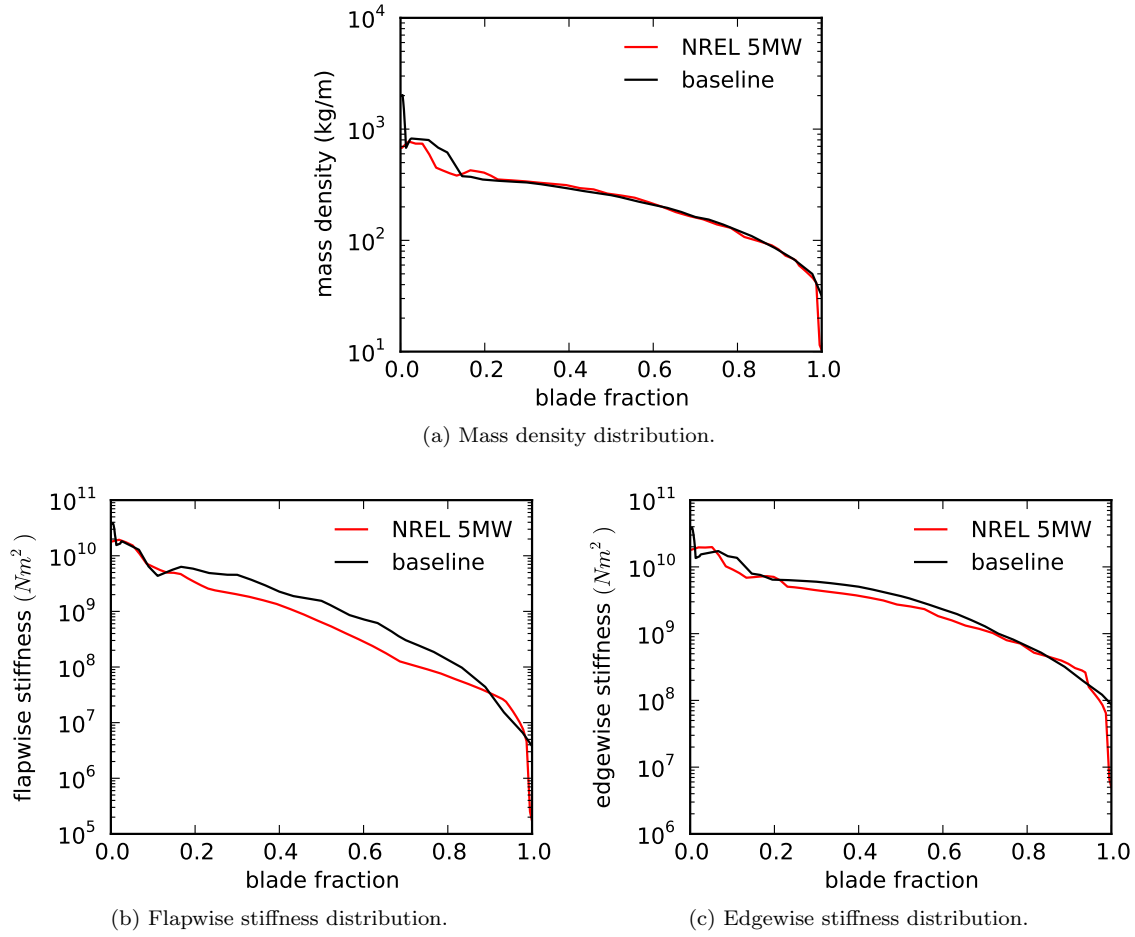 10^4
NREL 5MW
baseline
10^3
10^2
10^1
mass density (kg/m)
0.0 0.2 0.4 0.6 0.8 1.0
blade fraction
(a) Mass density distribution.
10^11
NREL 5MW
baseline
10^10
10^9
10^8
10^7
10^6
10^5
flapwise stiffness (Nm^2)
0.0 0.2 0.4 0.6 0.8 1.0
blade fraction
(b) Flapwise stiffness distribution.
10^11
NREL 5MW
baseline
10^10
10^9
10^8
10^7
10^6
edgewise stiffness (Nm^2)
0.0 0.2 0.4 0.6 0.8 1.0
blade fraction
(c) Edgewise stiffness distribution.